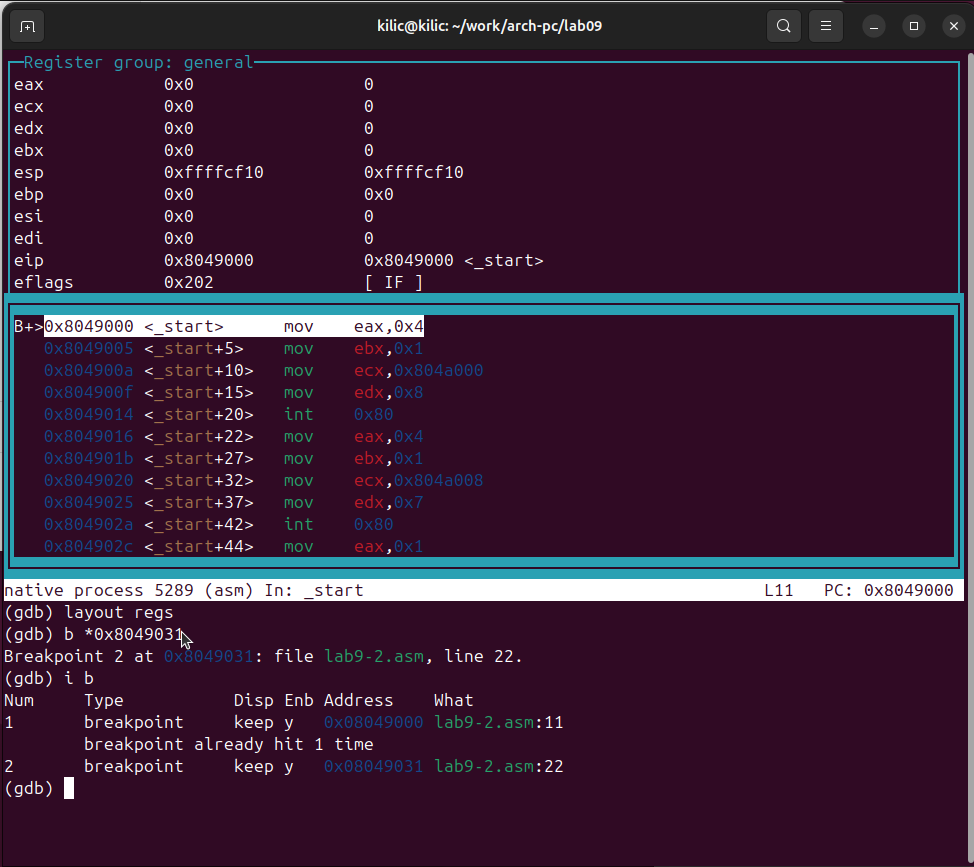 kilic@kilic: ~/work/arch-pc/lab09
Register group: general
eax 0x0 0
ecx 0x0 0
edx 0x0 0
ebx 0x0 0
esp 0xffffcf10 0xffffcf10
ebp 0x0 0x0
esi 0x0 0
edi 0x0 0
eip 0x8049000 0x8049000 <_start>
eflags 0x202 [ IF ]
B+>0x8049000 <_start> mov eax,0x4
0x8049005 <_start+5> mov ebx,0x1
0x804900a <_start+10> mov ecx,0x804a000
0x804900f <_start+15> mov edx,0x8
0x8049014 <_start+20> int 0x80
0x8049016 <_start+22> mov eax,0x4
0x804901b <_start+27> mov ebx,0x1
0x8049020 <_start+32> mov ecx,0x804a008
0x8049025 <_start+37> mov edx,0x7
0x804902a <_start+42> int 0x80
0x804902c <_start+44> mov eax,0x1
native process 5289 (asm) In: _start L11 PC: 0x8049000
(gdb) layout regs
(gdb) b *0x8049031
Breakpoint 2 at 0x8049031: file lab9-2.asm, line 22.
(gdb) i b
Num Type Disp Enb Address What
1 breakpoint keep y 0x08049000 lab9-2.asm:11
breakpoint already hit 1 time
2 breakpoint keep y 0x08049031 lab9-2.asm:22
(gdb)